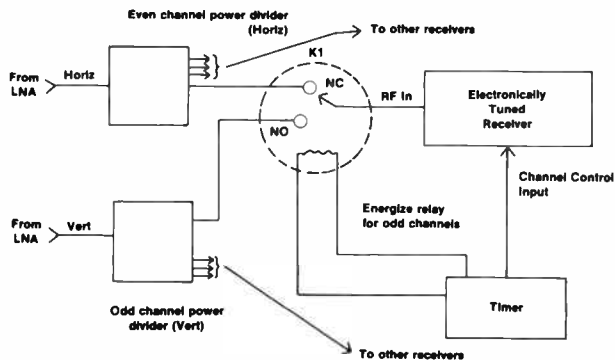 Even channel power divider
(Horiz)
To other receivers
K1
From
LNA
Horiz
NC
RF In
Electronically
Tuned
Receiver
NO
Channel Control
Input
From
LNA
Vert
Energize relay
for odd channels
Timer
Odd channel power
divider (Vert)
To other receivers